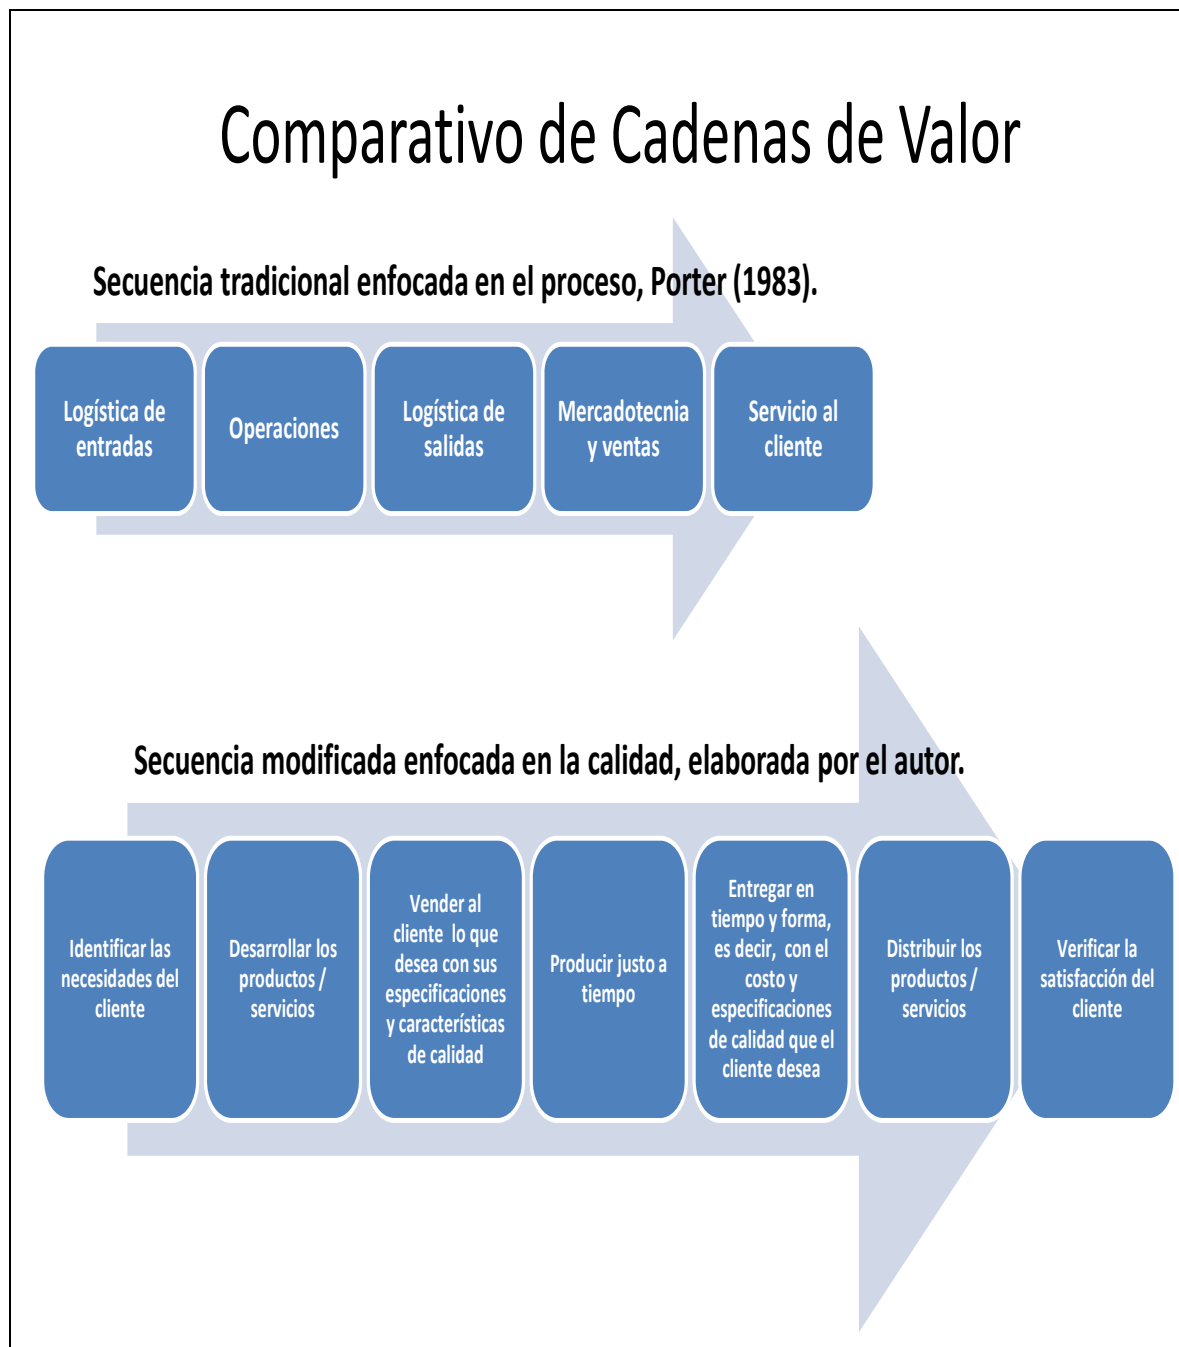 Comparativo de Cadenas de Valor
Secuencia tradicional enfocada en el proceso, Porter (1983).
Logística de
entradas
Operaciones
Logística de
salidas
Mercadotecnia
y ventas
Servicio al
cliente
Secuencia modificada enfocada en la calidad, elaborada por el autor.
Identificar las
necesidades del
cliente
Desarrollar los
productos /
servicios
Vender al
cliente lo que
desea con sus
especificaciones
y características
de calidad
Producir justo a
tiempo
Entregar en
tiempo y forma,
es decir, con el
costo y
especificaciones
de calidad que el
cliente desea
Distribuir los
productos /
servicios
Verificar la
satisfacción del
cliente